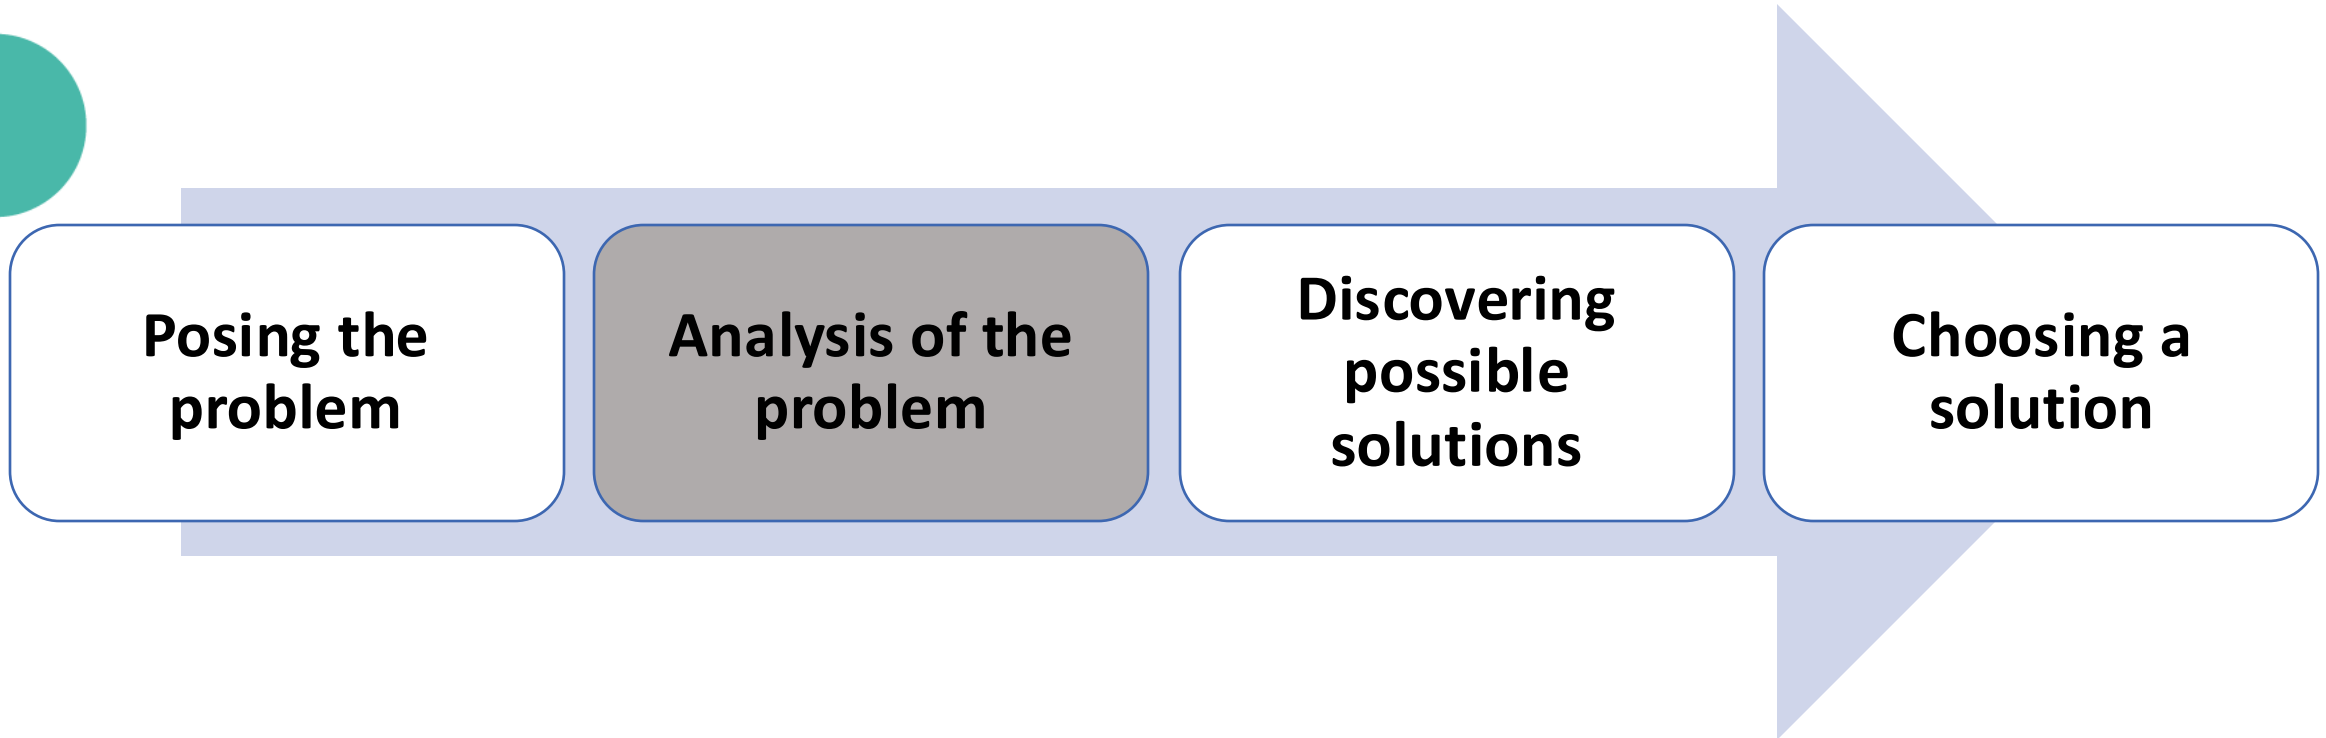 Posing the
problem
Analysis of the
problem
Discovering
possible
solutions
Choosing a
solution